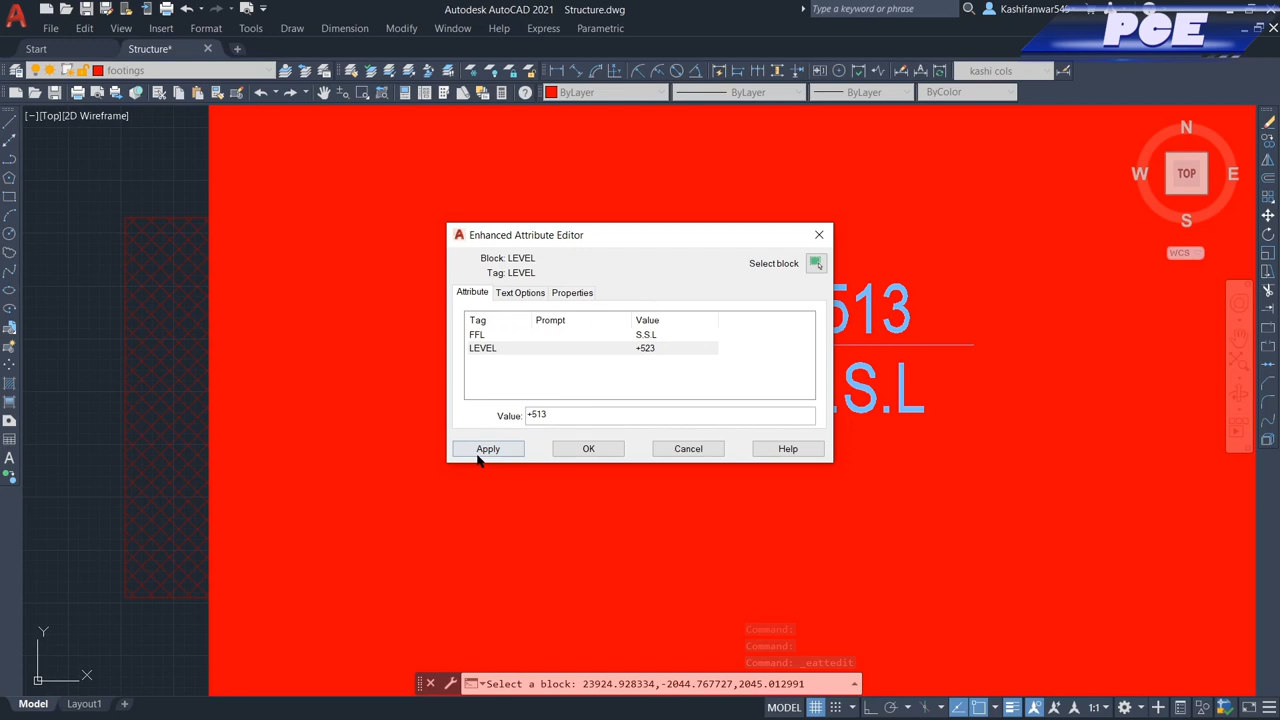 Autodesk AutoCAD 2021 Structure.dwg
Type a keyword or phrase
Kashifanwar545
PCE
File Edit View Insert Format Tools Draw Dimension Modify Window Help Express Parametric
Start Structure*
footings
kashi cols
ByLayer ByLayer ByLayer ByColor
[−][Top][2D Wireframe]
N
W TOP E
S
WCS
Enhanced Attribute Editor
Block: LEVEL
Tag: LEVEL
Select block
Attribute Text Options Properties
Tag Prompt Value
FFL S.S.L
LEVEL +523
Value: +513
Apply OK Cancel Help
513
.S.L
Y
X
Command:
Command:
Command: _eattedit
Select a block: 23924.928334,-2044.767727,2045.012991
Model Layout1 +
MODEL 1:1